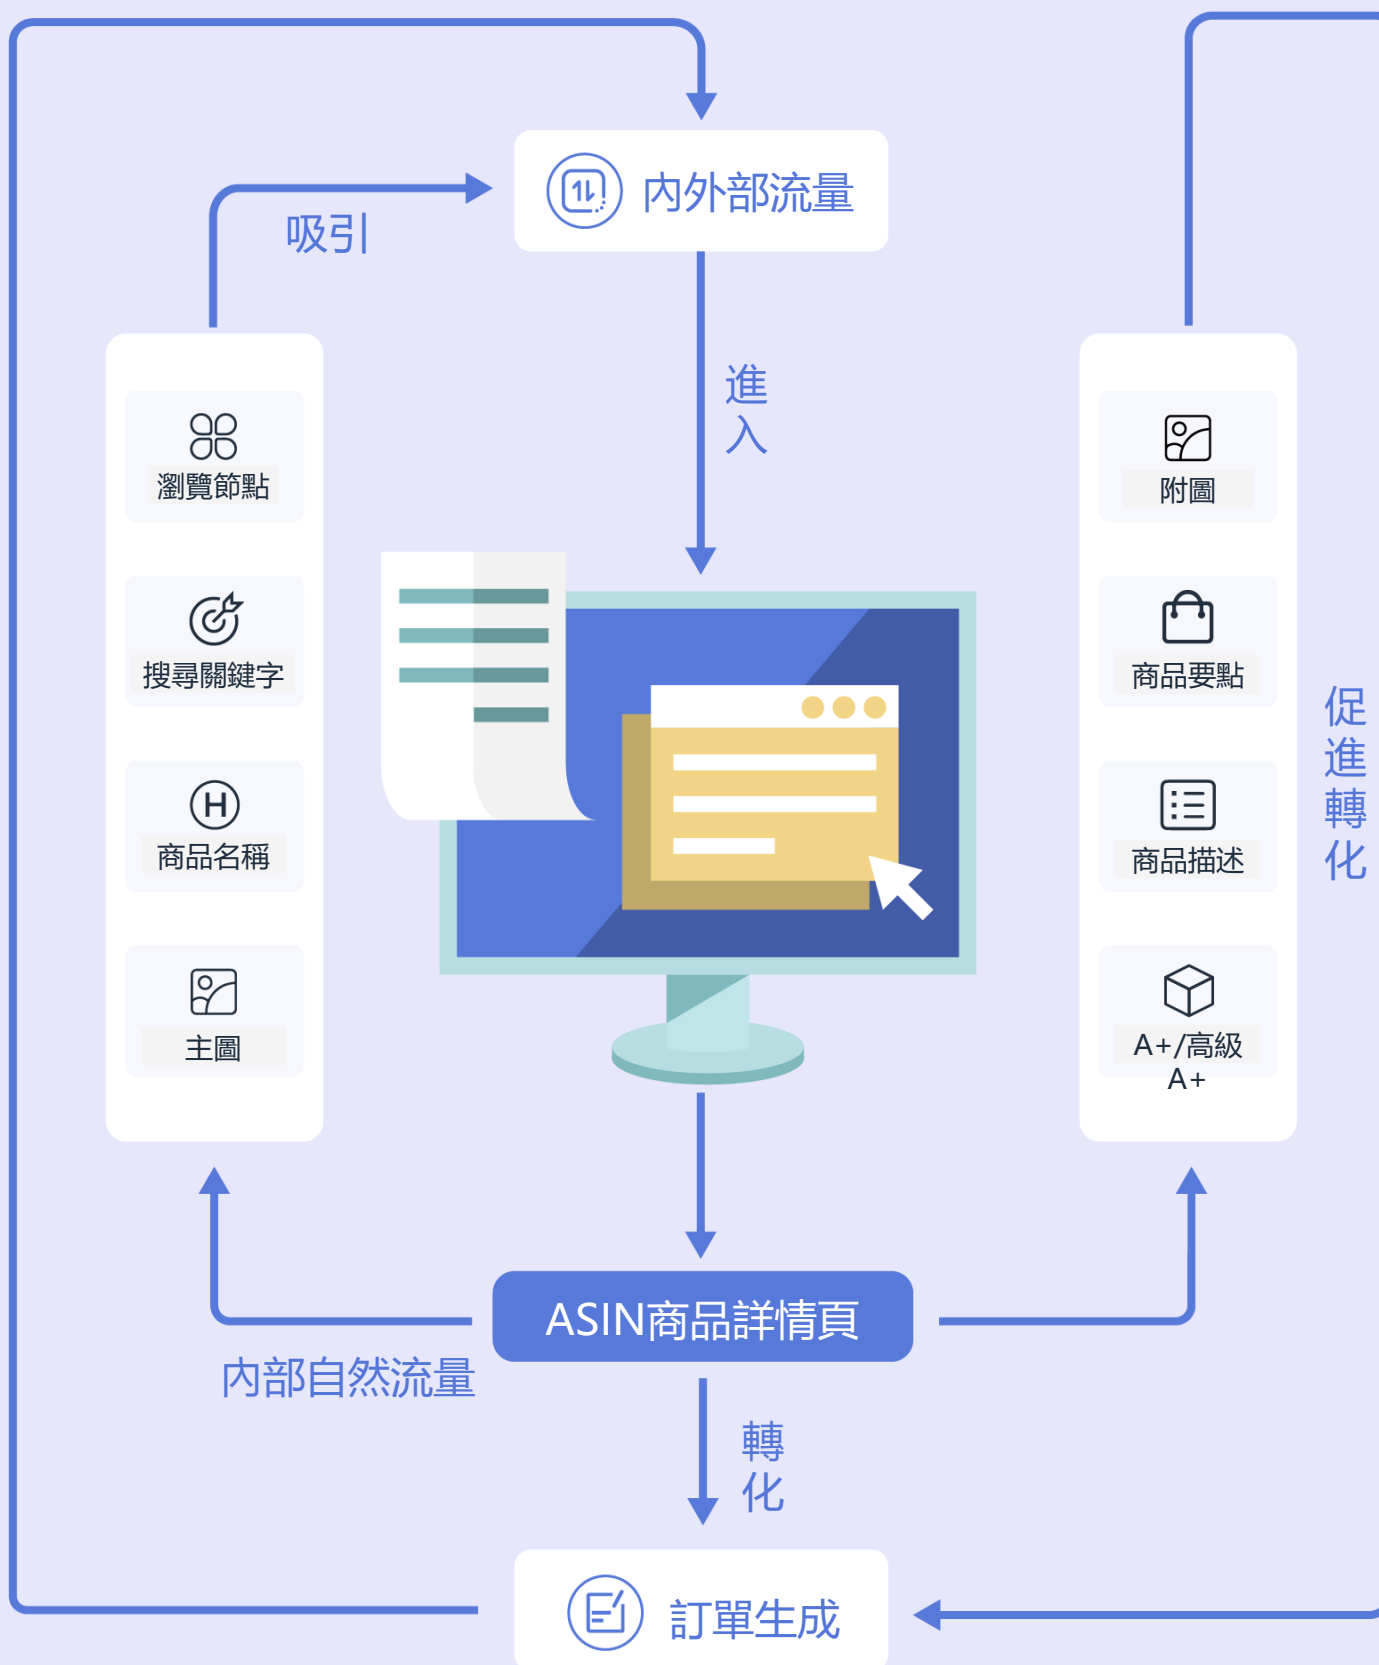 內外部流量
吸引
進入
瀏覽節點
搜尋關鍵字
商品名稱
主圖
附圖
商品要點
商品描述
A+/高級
A+
促進轉化
ASIN商品詳情頁
內部自然流量
轉化
訂單生成